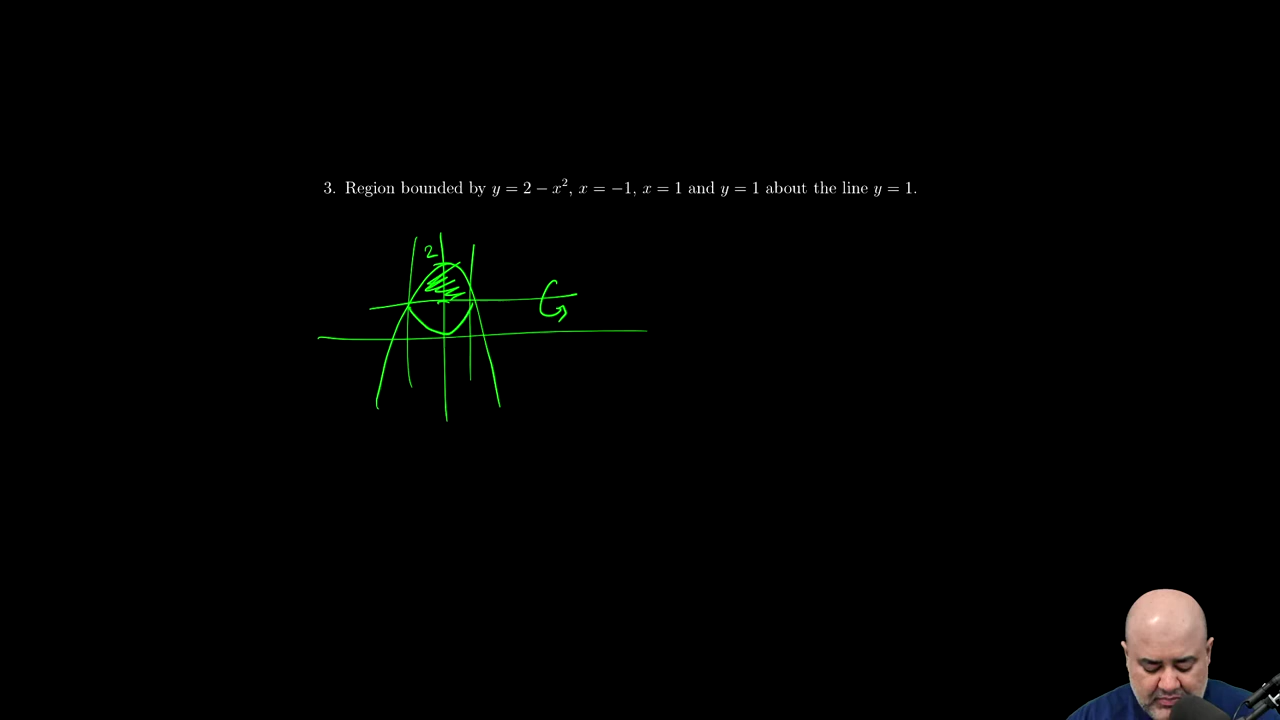 3. Region bounded by y = 2 − x², x = −1, x = 1 and y = 1 about the line y = 1.
2